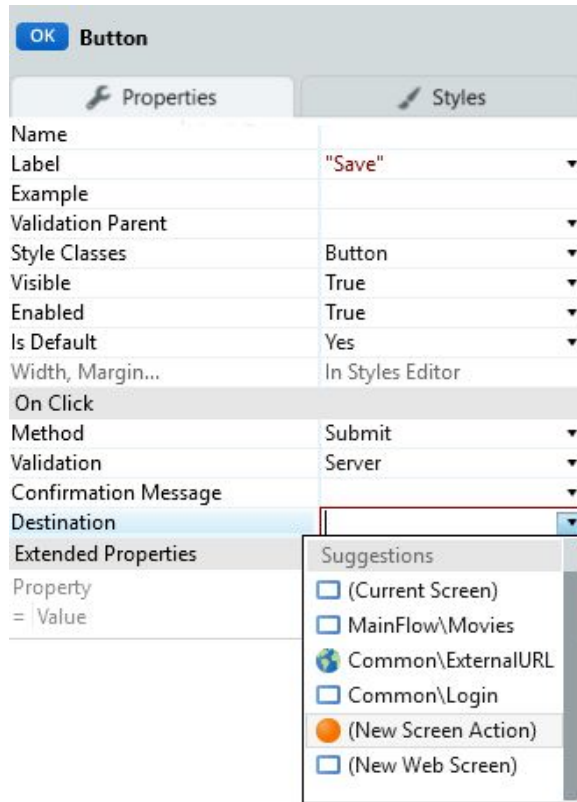 OK Button
Properties Styles
Name
Label "Save"
Example
Validation Parent
Style Classes Button
Visible True
Enabled True
Is Default Yes
Width, Margin... In Styles Editor
On Click
Method Submit
Validation Server
Confirmation Message
Destination
Extended Properties
Suggestions
Property
(Current Screen)
= Value
MainFlow\Movies
Common\ExternalURL
Common\Login
(New Screen Action)
(New Web Screen)